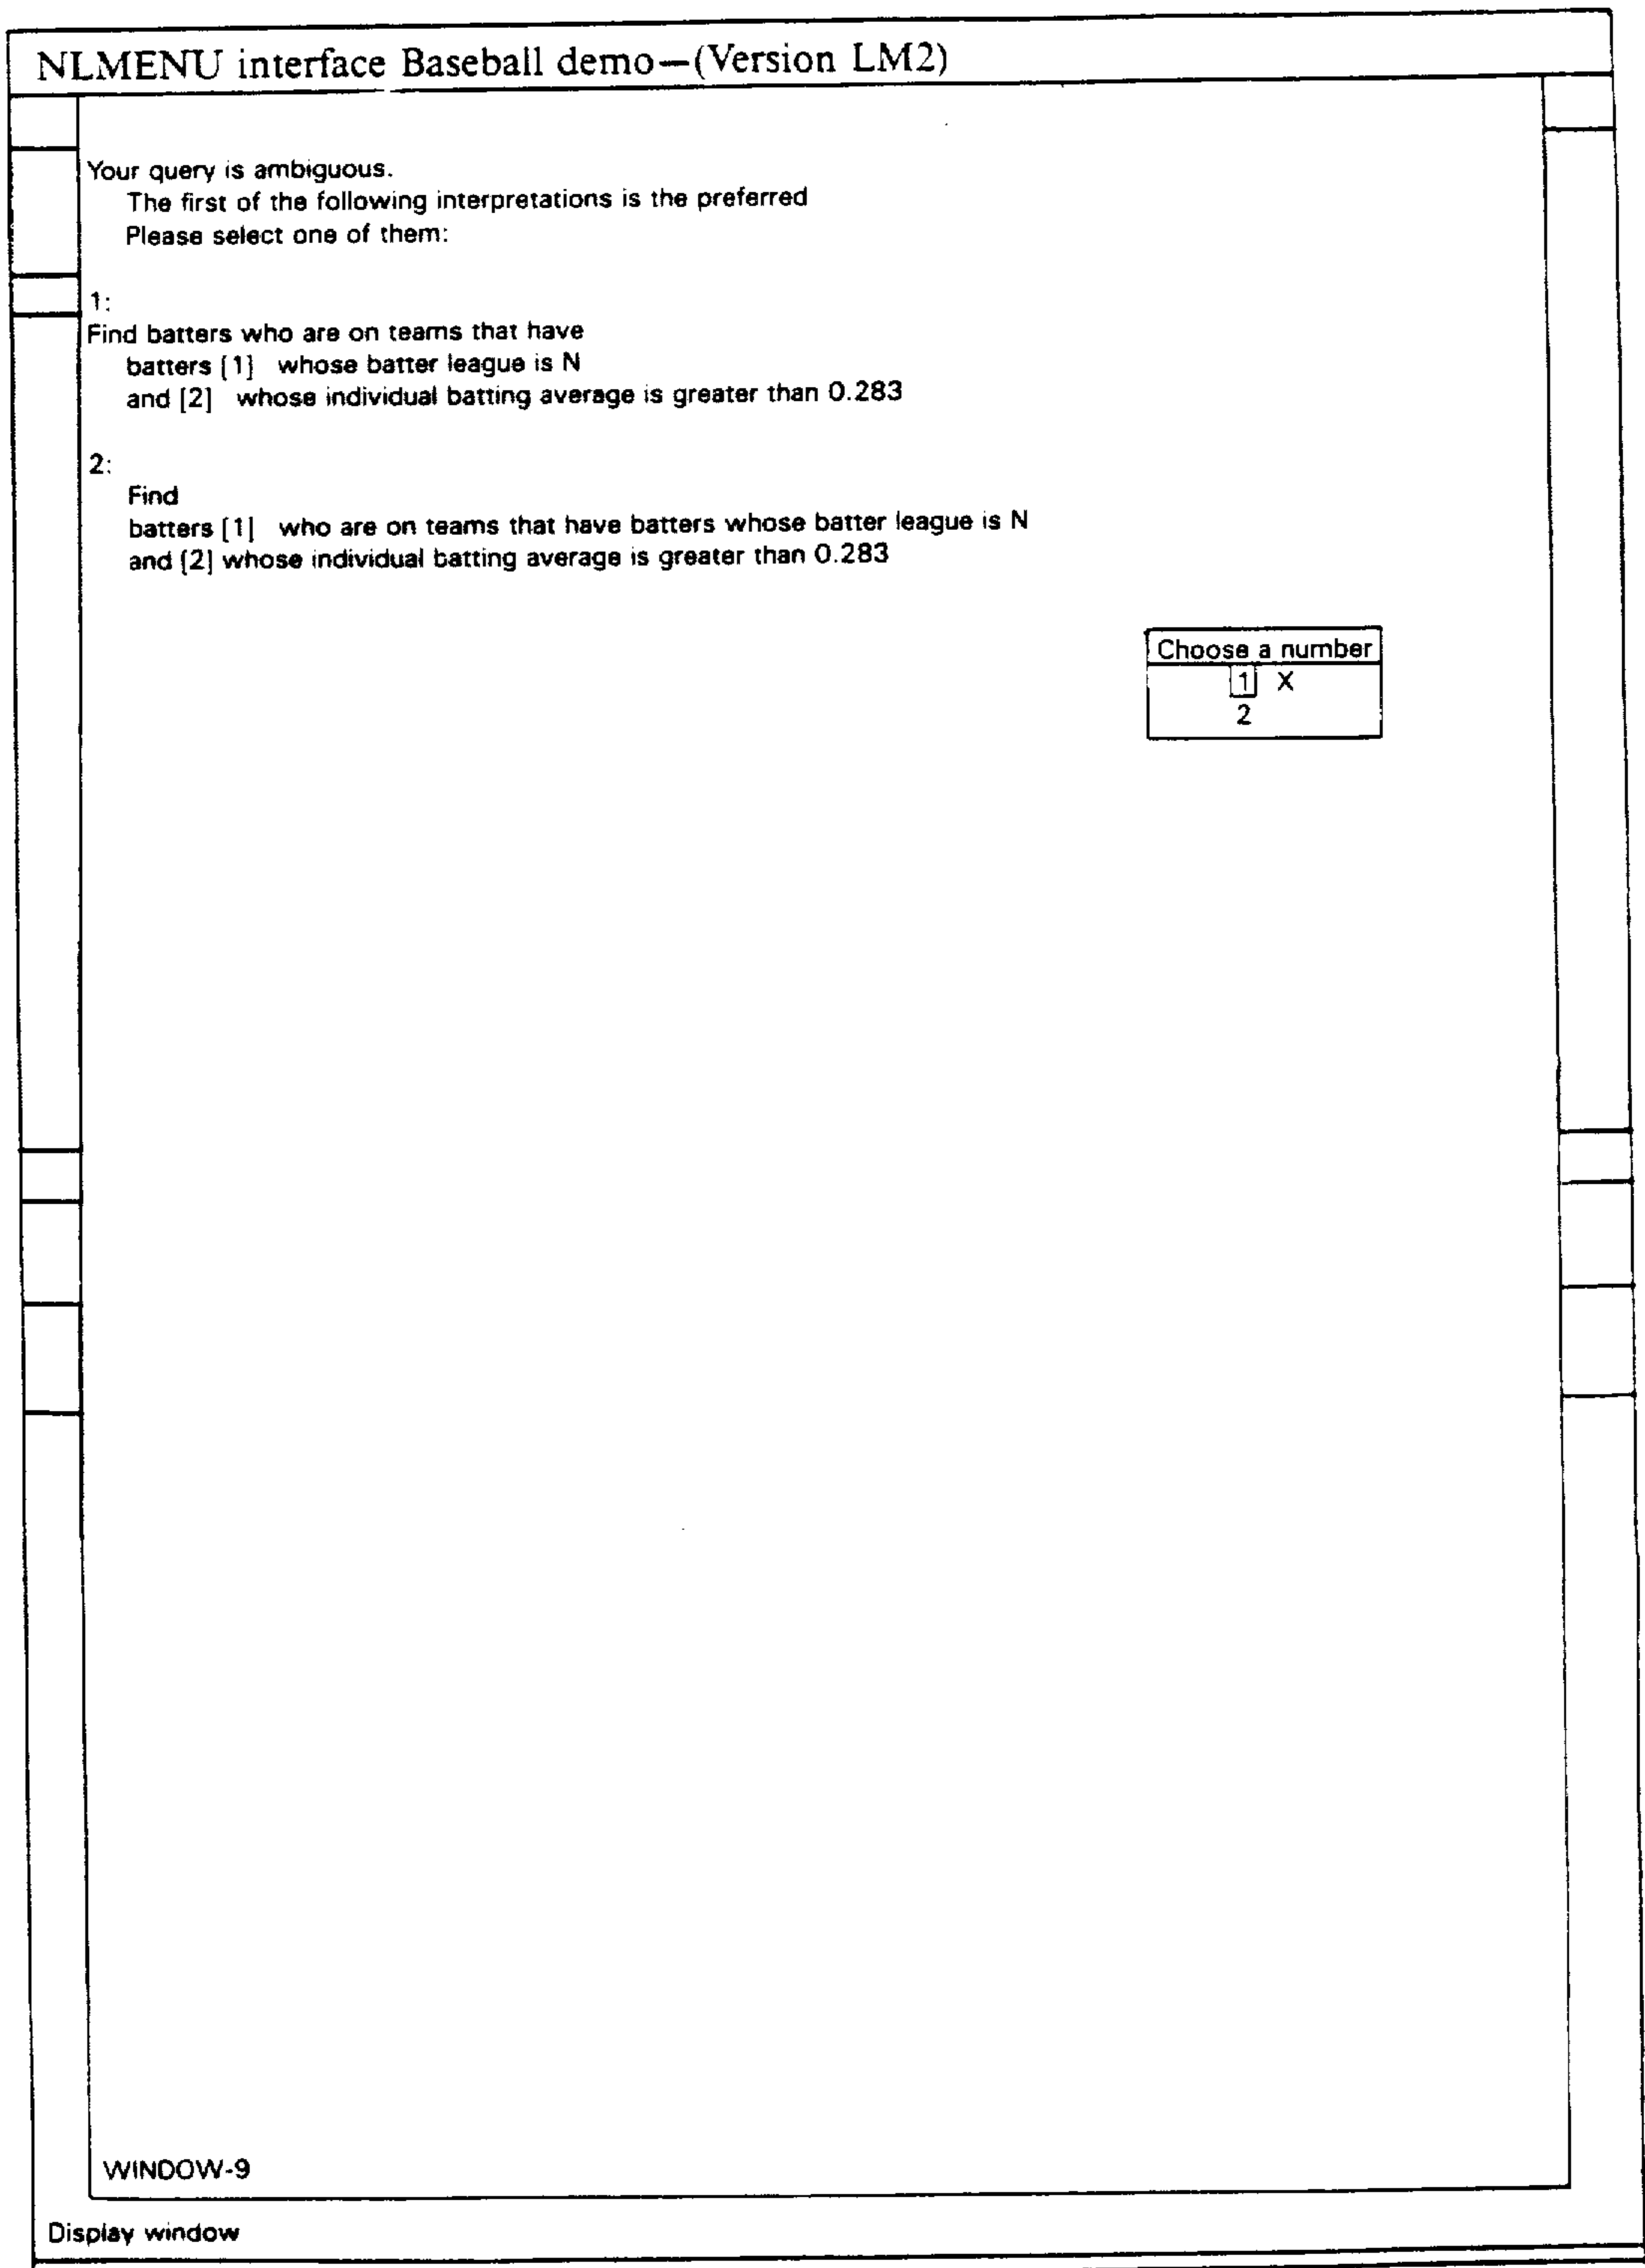 NLMENU interface Baseball demo—(Version LM2)
Your query is ambiguous.
The first of the following interpretations is the preferred
Please select one of them:
1:
Find batters who are on teams that have
batters [1] whose batter league is N
and [2] whose individual batting average is greater than 0.283
2:
Find
batters [1] who are on teams that have batters whose batter league is N
and [2] whose individual batting average is greater than 0.283
Choose a number
1 X
2
WINDOW-9
Display window